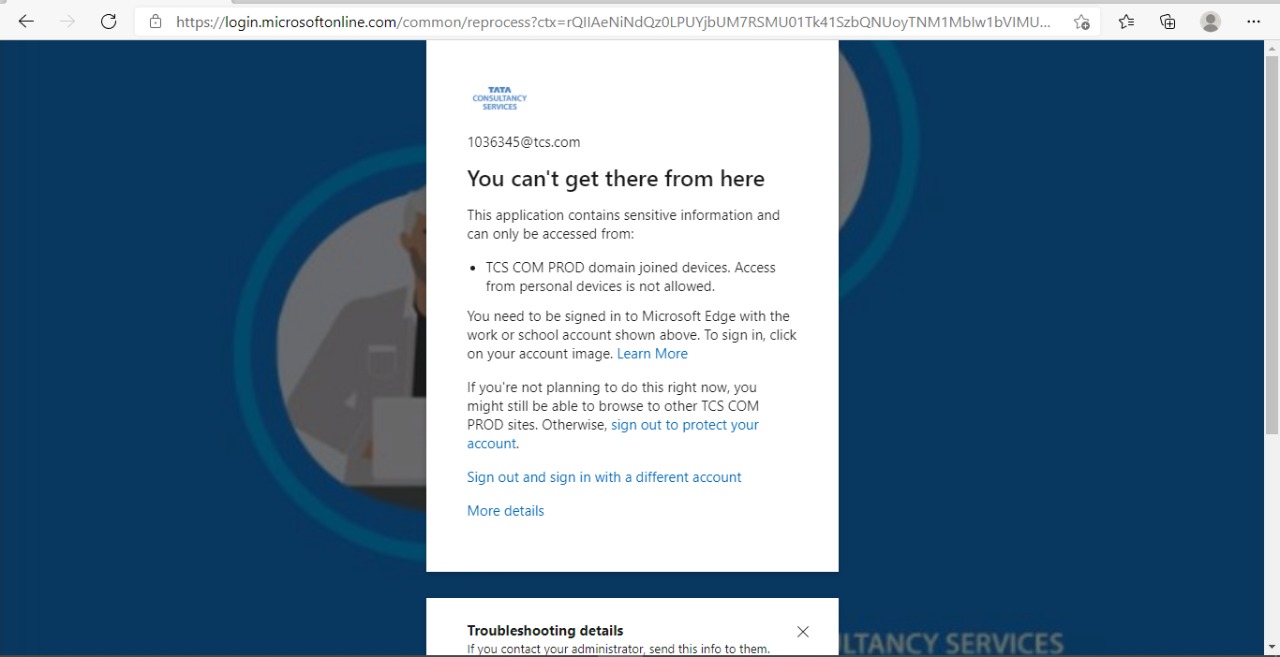 https://login.microsoftonline.com/common/reprocess?ctx=rQIIAeNiNdQz0LPUYjbUM7RSMU01Tk41SzbQNUoyTNM1MbIw1bVIMU...
TATA
CONSULTANCY
SERVICES
1036345@tcs.com
You can't get there from here
This application contains sensitive information and
can only be accessed from:
• TCS COM PROD domain joined devices. Access
from personal devices is not allowed.
You need to be signed in to Microsoft Edge with the
work or school account shown above. To sign in, click
on your account image. Learn More
If you're not planning to do this right now, you
might still be able to browse to other TCS COM
PROD sites. Otherwise, sign out to protect your
account.
Sign out and sign in with a different account
More details
Troubleshooting details
If you contact your administrator, send this info to them.
LTANCY SERVICES